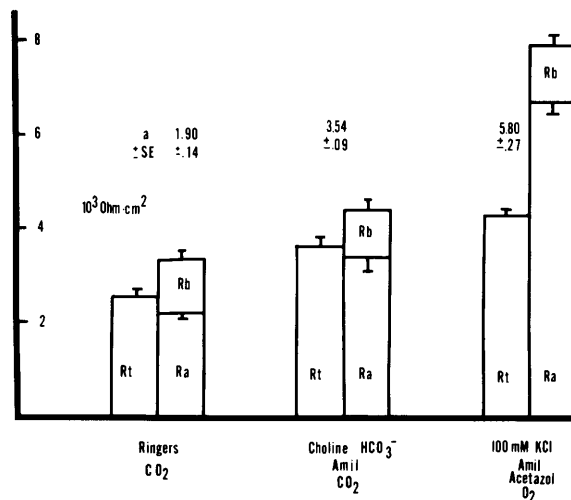 8
Rb
a 1.90 3.54 5.80
±SE ±.14 ±.09 ±.27
6
10³ Ohm·cm²
4
Rb Rb
2
Rt Ra Rt Ra Rt Ra
Ringers Choline HCO₃⁻ 100 mM KCl
CO₂ Amil Amil
CO₂ Acetazol
O₂